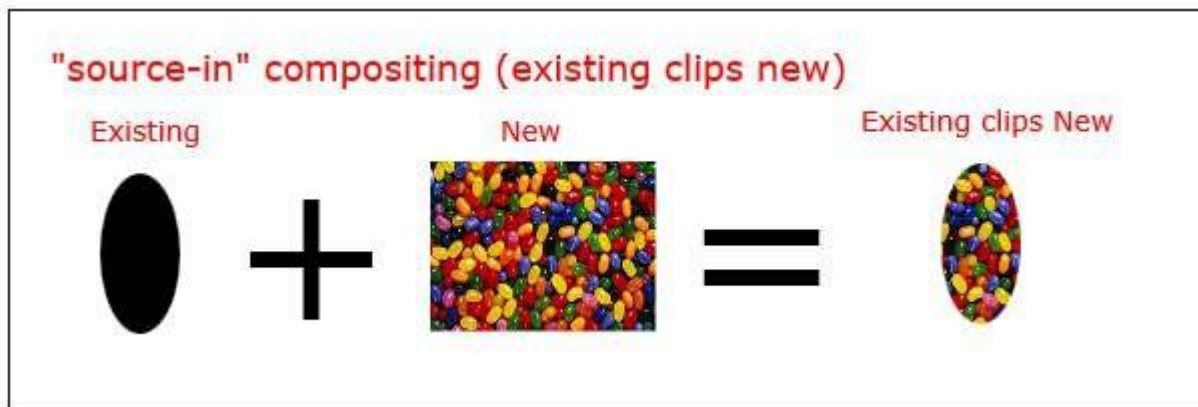 "source-in" compositing (existing clips new)
Existing
New
Existing clips New